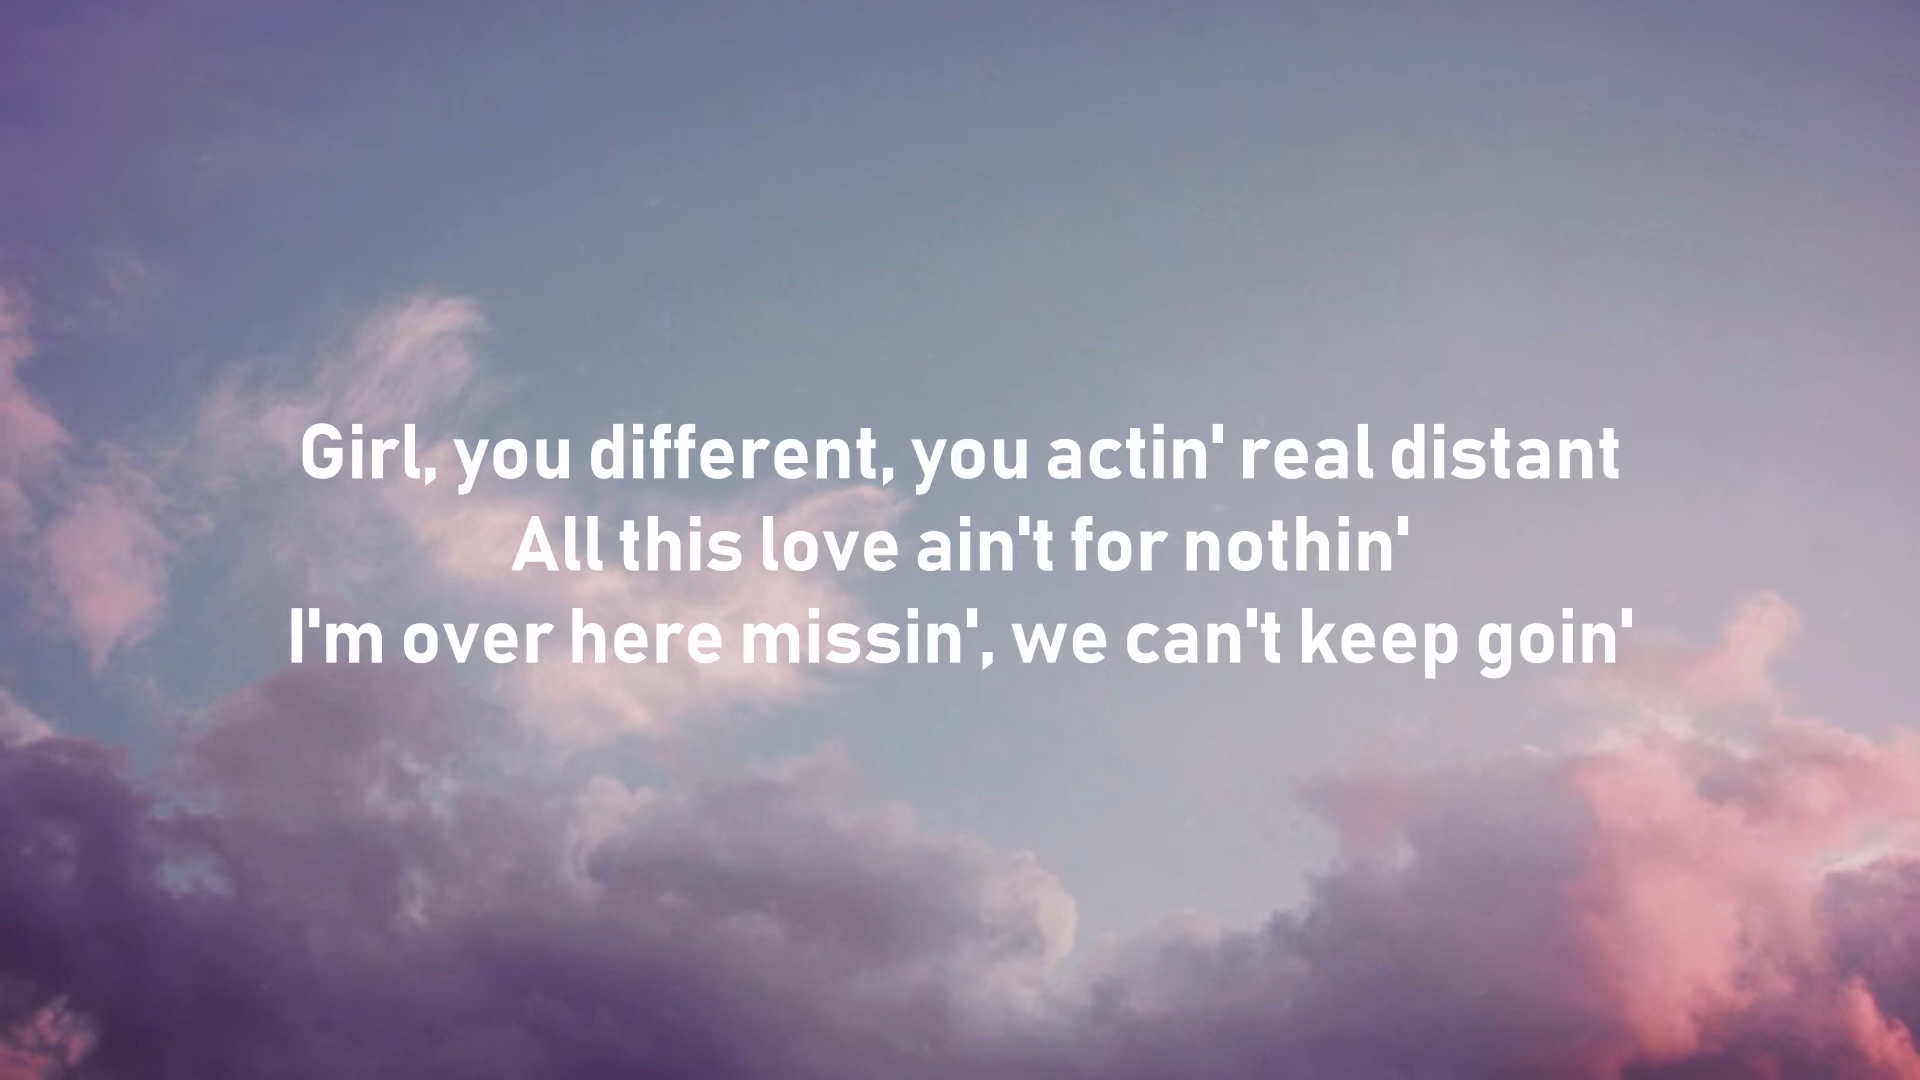 Girl, you different, you actin' real distant
All this love ain't for nothin'
I'm over here missin', we can't keep goin'